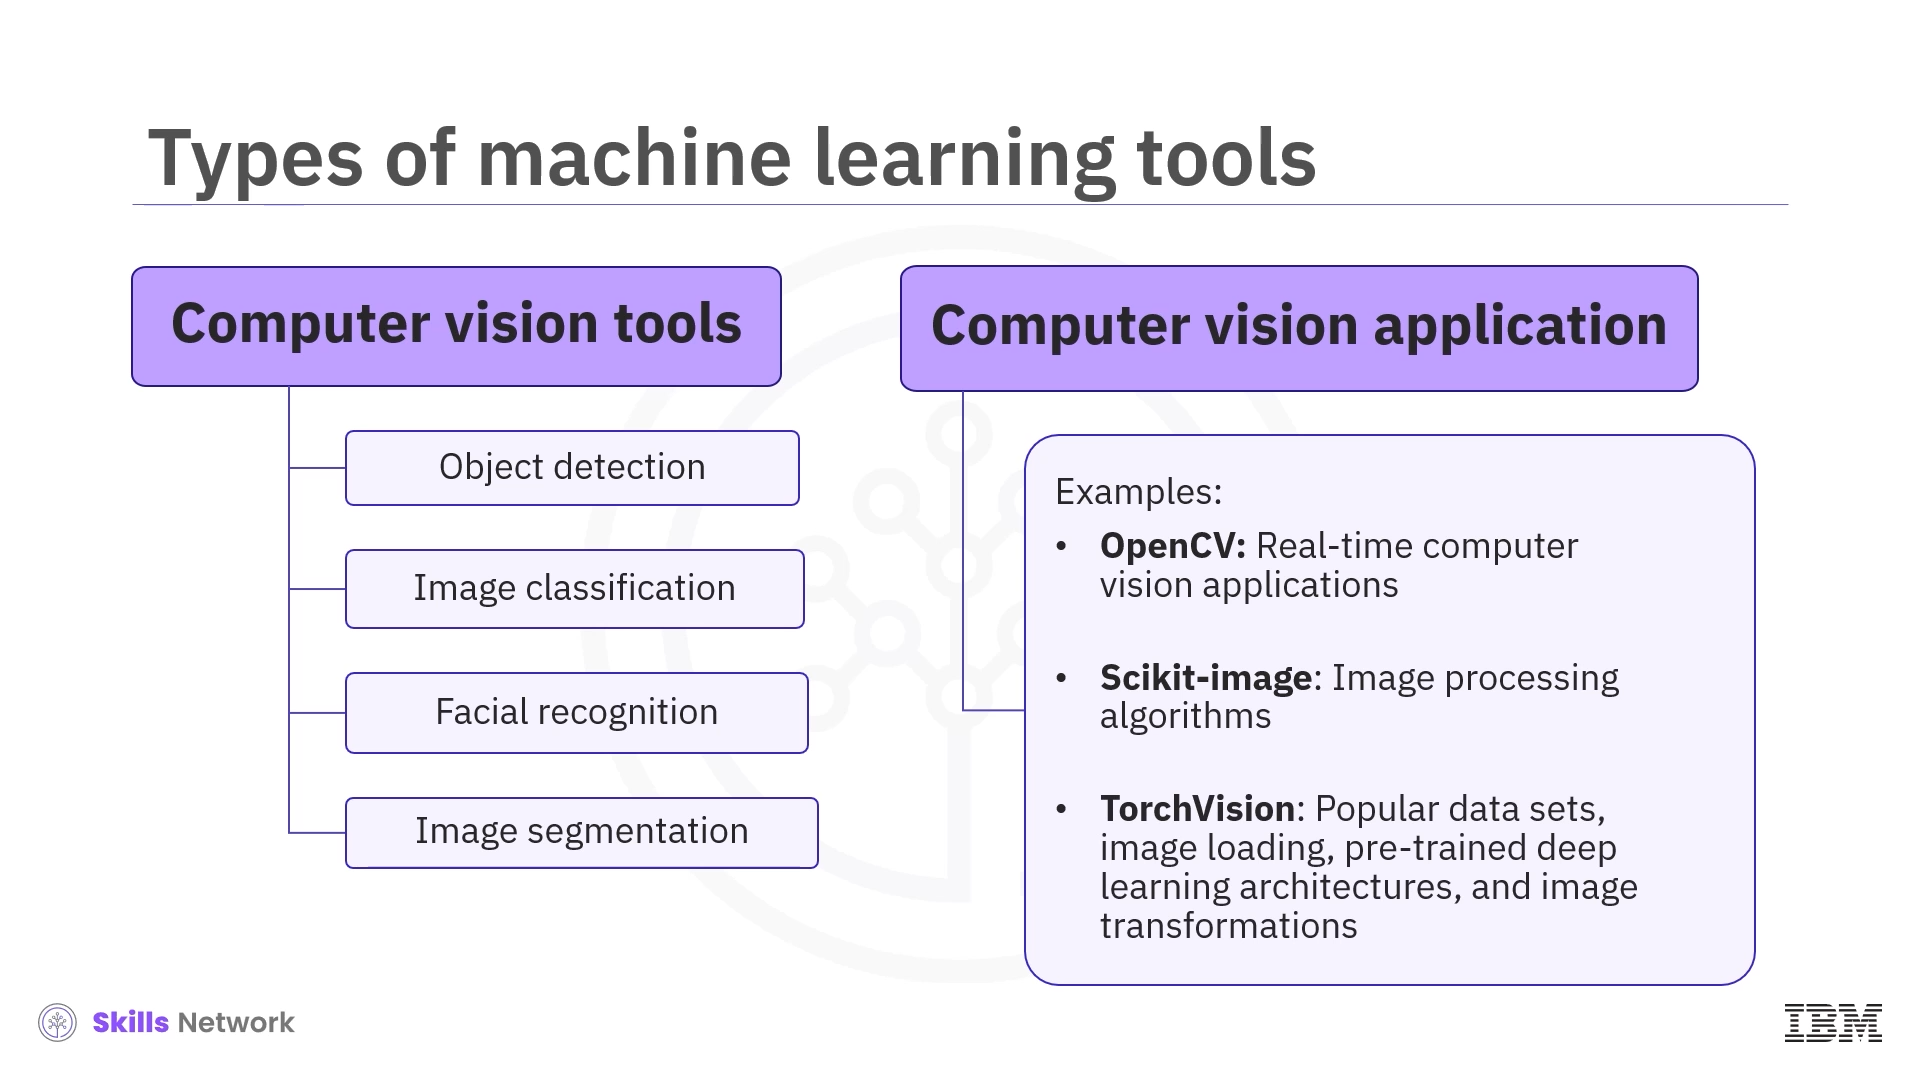 Types of machine learning tools
Computer vision tools
Object detection
Image classification
Facial recognition
Image segmentation
Computer vision application
Examples:
• OpenCV: Real-time computer
vision applications
• Scikit-image: Image processing
algorithms
• TorchVision: Popular data sets,
image loading, pre-trained deep
learning architectures, and image
transformations
Skills Network
IBM